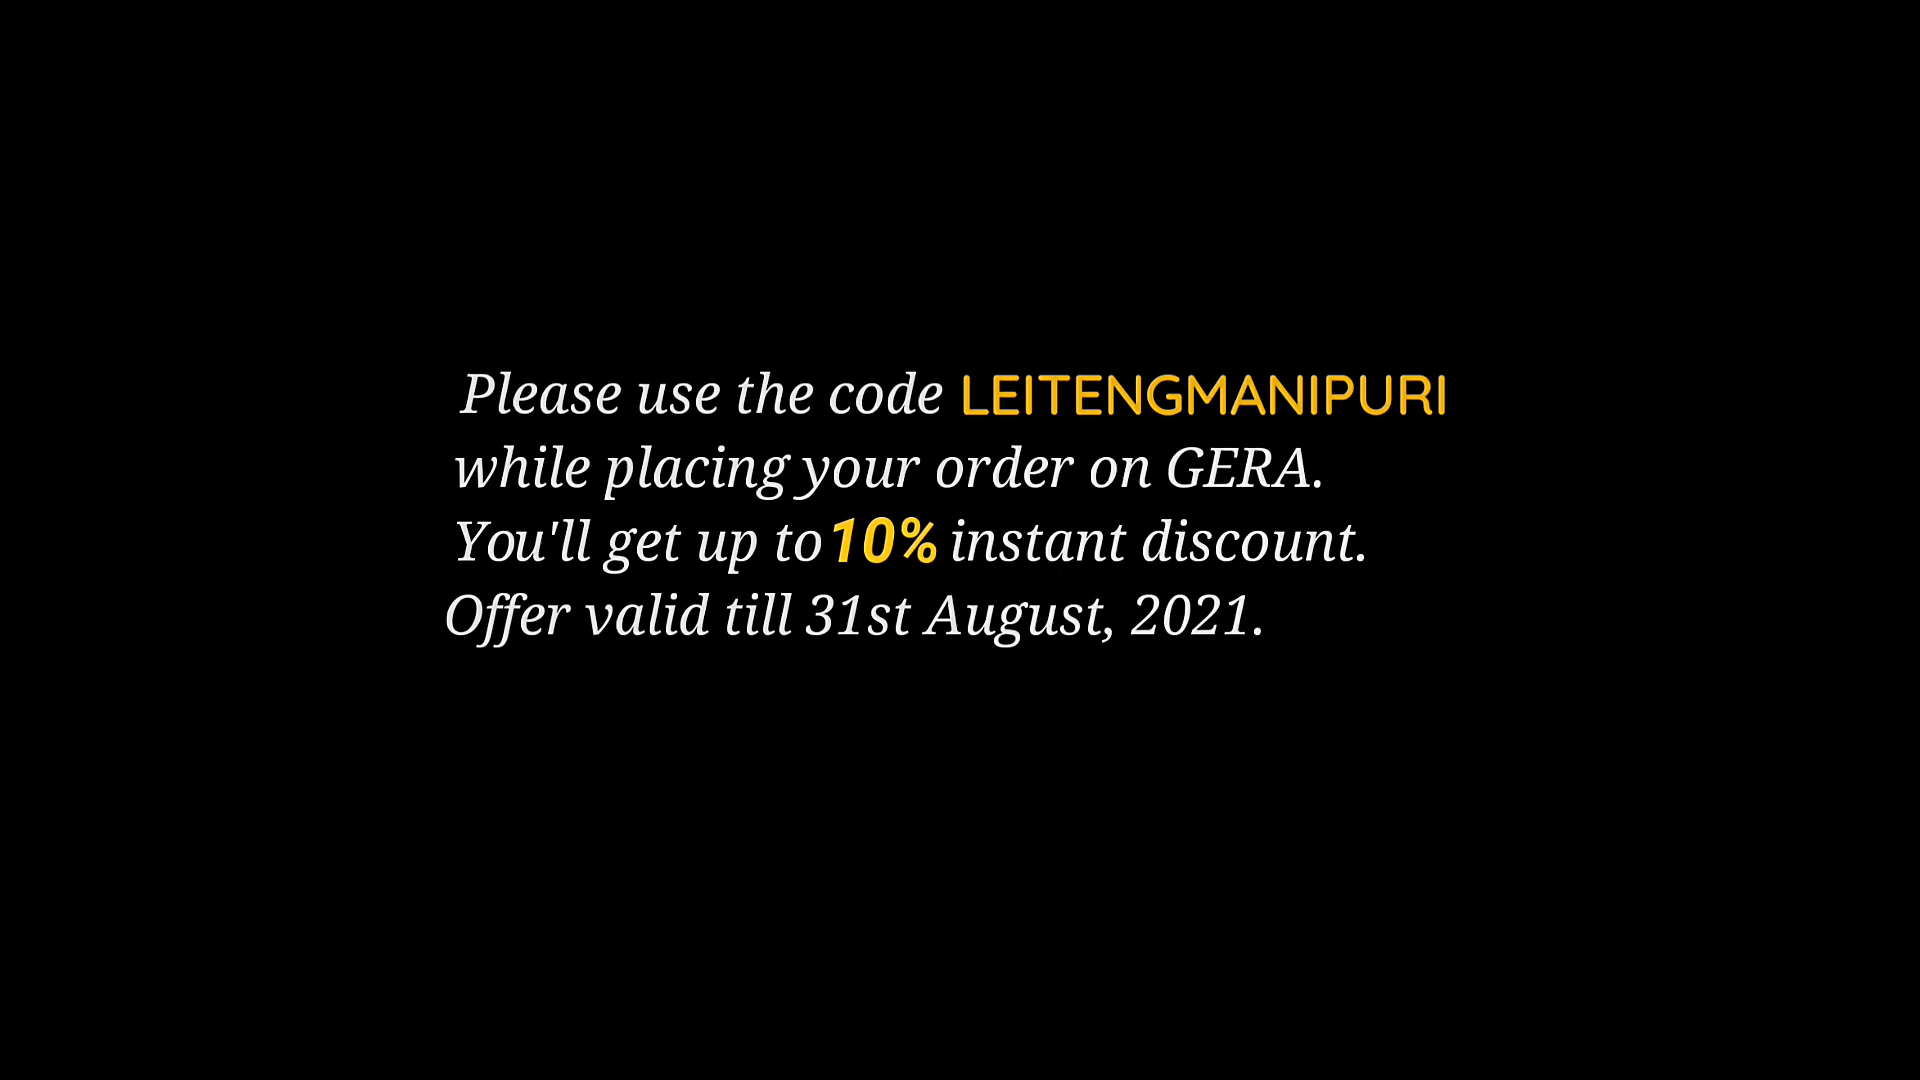 Please use the code LEITENGMANIPURI
while placing your order on GERA.
You'll get up to 10% instant discount.
Offer valid till 31st August, 2021.